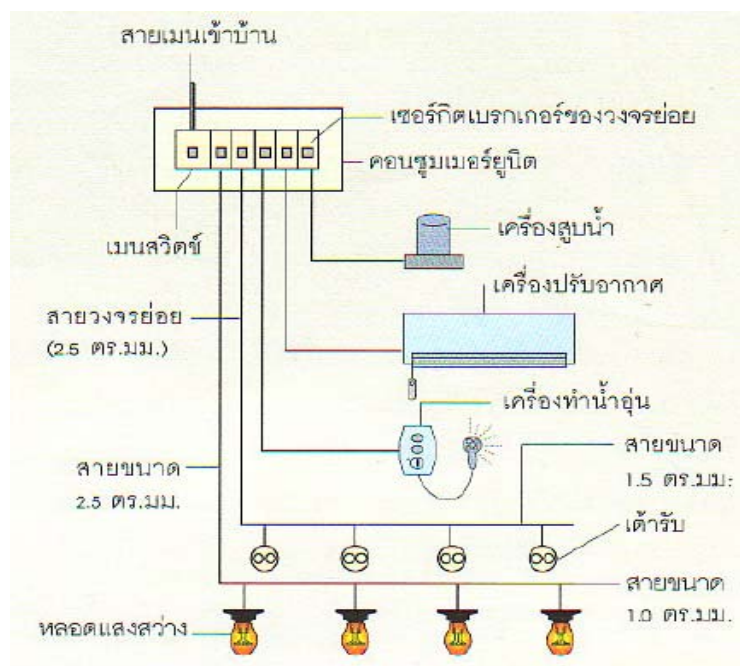 สายเมนเข้าบ้าน
เซอร์กิตเบรกเกอร์ของวงจรย่อย
คอนซูมเมอร์ยูนิต
เมนสวิตช์
เครื่องสูบน้ำ
เครื่องปรับอากาศ
สายวงจรย่อย
(2.5 ตร.มม.)
เครื่องทำน้ำอุ่น
สายขนาด
1.5 ตร.มม.
สายขนาด
2.5 ตร.มม.
เต้ารับ
สายขนาด
1.0 ตร.มม.
หลอดแสงสว่าง